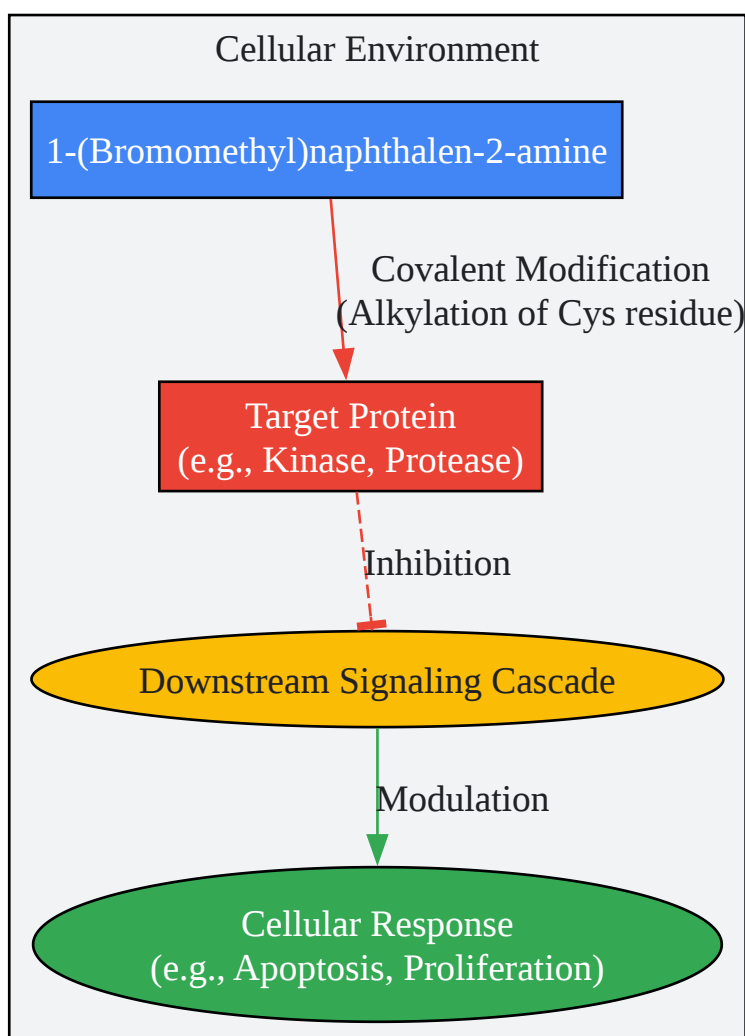 Cellular Environment
1-(Bromomethyl)naphthalen-2-amine
Covalent Modification
(Alkylation of Cys residue)
Target Protein
(e.g., Kinase, Protease)
Inhibition
Downstream Signaling Cascade
Modulation
Cellular Response
(e.g., Apoptosis, Proliferation)